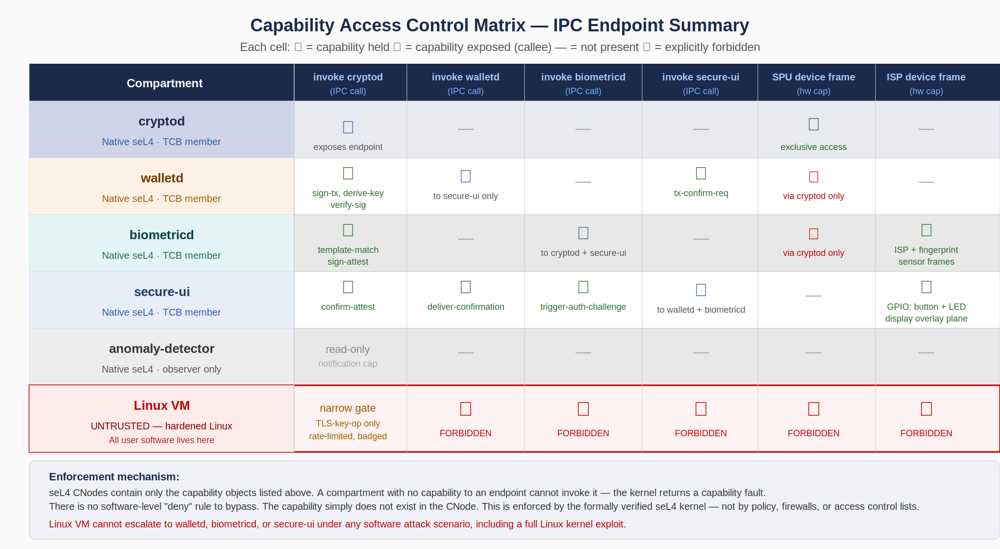 Capability Access Control Matrix — IPC Endpoint Summary
Each cell: = capability held = capability exposed (callee) — = not present = explicitly forbidden
Compartment
invoke cryptod
(IPC call)
invoke walletd
(IPC call)
invoke biometricd
(IPC call)
invoke secure-ui
(IPC call)
SPU device frame
(hw cap)
ISP device frame
(hw cap)
cryptod
Native seL4 · TCB member
exposes endpoint
—
—
—
exclusive access
—
walletd
Native seL4 · TCB member
sign-tx, derive-key
verify-sig
to secure-ui only
—
tx-confirm-req
via cryptod only
—
biometricd
Native seL4 · TCB member
template-match
sign-attest
—
to cryptod + secure-ui
—
via cryptod only
ISP + fingerprint
sensor frames
secure-ui
Native seL4 · TCB member
confirm-attest
deliver-confirmation
trigger-auth-challenge
to walletd + biometricd
—
GPIO: button + LED
display overlay plane
anomaly-detector
Native seL4 · observer only
read-only
notification cap
—
—
—
—
—
Linux VM
UNTRUSTED — hardened Linux
All user software lives here
narrow gate
TLS-key-op only
rate-limited, badged
FORBIDDEN
FORBIDDEN
FORBIDDEN
FORBIDDEN
FORBIDDEN
Enforcement mechanism:
seL4 CNodes contain only the capability objects listed above. A compartment with no capability to an endpoint cannot invoke it — the kernel returns a capability fault.
There is no software-level "deny" rule to bypass. The capability simply does not exist in the CNode. This is enforced by the formally verified seL4 kernel — not by policy, firewalls, or access control lists.
Linux VM cannot escalate to walletd, biometricd, or secure-ui under any software attack scenario, including a full Linux kernel exploit.